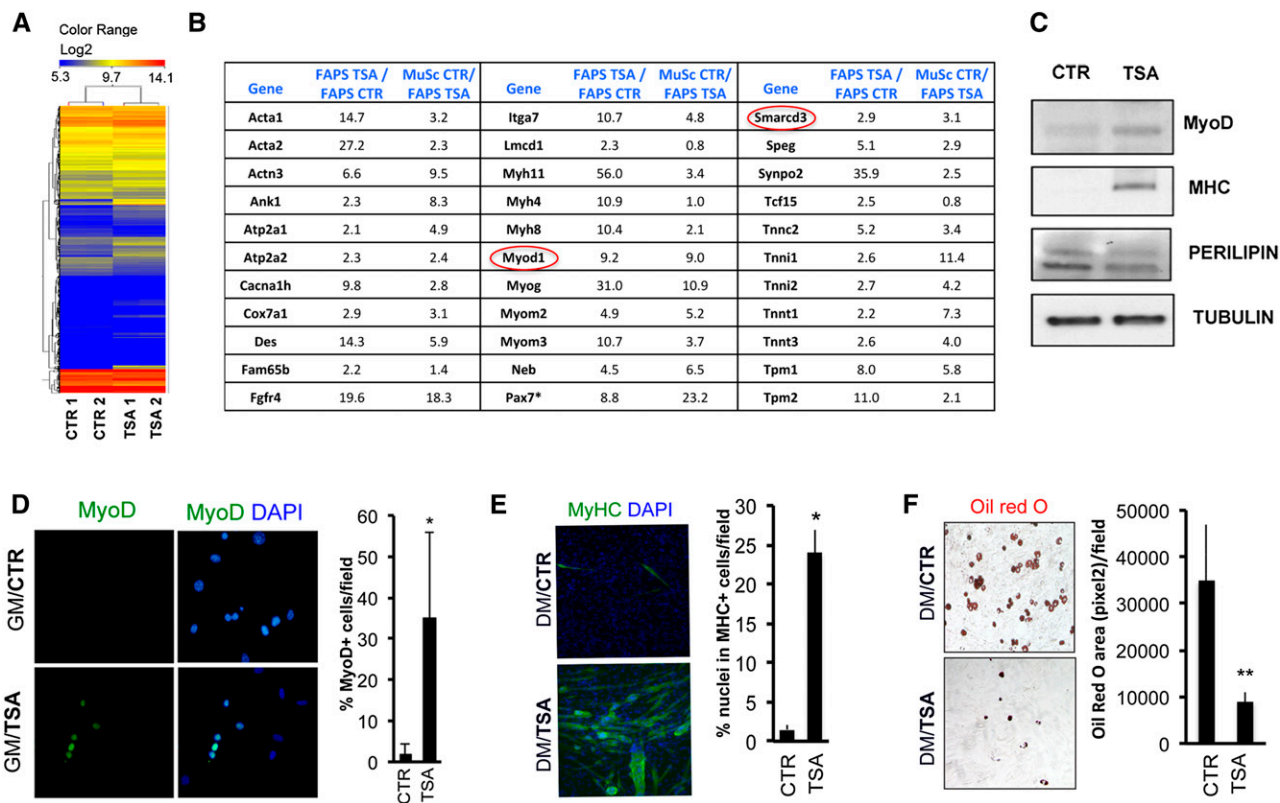 A
Color Range
Log2
5.3 9.7 14.1
CTR 1
CTR 2
TSA 1
TSA 2
B
Gene FAPS TSA / FAPS CTR MuSc CTR/ FAPS TSA Gene FAPS TSA / FAPS CTR MuSc CTR/ FAPS TSA Gene FAPS TSA / FAPS CTR MuSc CTR/ FAPS TSA
Acta1 14.7 3.2 Itga7 10.7 4.8 Smarcd3 2.9 3.1
Acta2 27.2 2.3 Lmcd1 2.3 0.8 Speg 5.1 2.9
Actn3 6.6 9.5 Myh11 56.0 3.4 Synpo2 35.9 2.5
Ank1 2.3 8.3 Myh4 10.9 1.0 Tcf15 2.5 0.8
Atp2a1 2.1 4.9 Myh8 10.4 2.1 Tnnc2 5.2 3.4
Atp2a2 2.3 2.4 Myod1 9.2 9.0 Tnni1 2.6 11.4
Cacna1h 9.8 2.8 Myog 31.0 10.9 Tnni2 2.7 4.2
Cox7a1 2.9 3.1 Myom2 4.9 5.2 Tnnt1 2.2 7.3
Des 14.3 5.9 Myom3 10.7 3.7 Tnnt3 2.6 4.0
Fam65b 2.2 1.4 Neb 4.5 6.5 Tpm1 8.0 5.8
Fgfr4 19.6 18.3 Pax7* 8.8 23.2 Tpm2 11.0 2.1
C
CTR TSA
MyoD
MHC
PERILIPIN
TUBULIN
D
MyoD MyoD DAPI
GM/CTR
GM/TSA
% MyoD+ cells/field
60
50
40
30
20
10
0
*
CTR
TSA
E
MyHC DAPI
DM/CTR
DM/TSA
% nuclei in MHC+ cells/field
30
25
20
15
10
5
0
*
CTR
TSA
F
Oil red O
DM/CTR
DM/TSA
Oil Red O area (pixel2)/field
50000
40000
30000
20000
10000
0
**
CTR
TSA